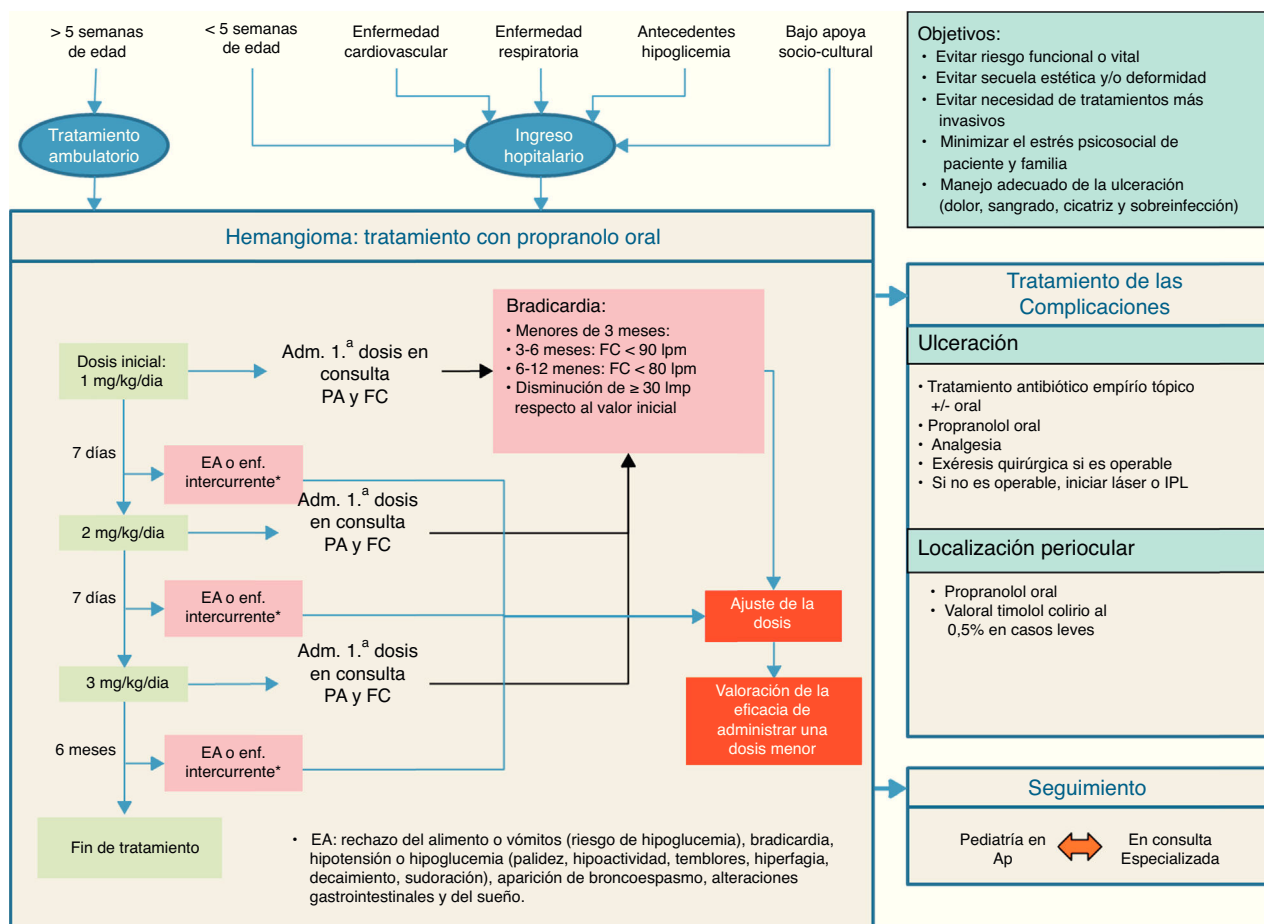 > 5 semanas
de edad
< 5 semanas
de edad
Enfermedad
cardiovascular
Enfermedad
respiratoria
Antecedentes
hipoglicemia
Bajo apoya
socio-cultural
Tratamiento
ambulatorio
Ingreso
hopitalario
Objetivos:
• Evitar riesgo funcional o vital
• Evitar secuela estética y/o deformidad
• Evitar necesidad de tratamientos más
invasivos
• Minimizar el estrés psicosocial de
paciente y familia
• Manejo adecuado de la ulceración
(dolor, sangrado, cicatriz y sobreinfección)
Hemangioma: tratamiento con propranolo oral
Dosis inicial:
1 mg/kg/dia
Adm. 1.ª dosis en
consulta
PA y FC
Bradicardia:
• Menores de 3 meses:
• 3-6 meses: FC < 90 lpm
• 6-12 menes: FC < 80 lpm
• Disminución de ≥ 30 lmp
respecto al valor inicial
7 días
EA o enf.
intercurrente*
2 mg/kg/dia
Adm. 1.ª dosis
en consulta
PA y FC
7 días
EA o enf.
intercurrente*
3 mg/kg/dia
Adm. 1.ª dosis
en consulta
PA y FC
6 meses
EA o enf.
intercurrente*
Fin de tratamiento
Ajuste de la
dosis
Valoración de la
eficacia de
administrar una
dosis menor
• EA: rechazo del alimento o vómitos (riesgo de hipoglucemia), bradicardia,
hipotensión o hipoglucemia (palidez, hipoactividad, temblores, hiperfagia,
decaimiento, sudoración), aparición de broncoespasmo, alteraciones
gastrointestinales y del sueño.
Tratamiento de las
Complicaciones
Ulceración
• Tratamiento antibiótico empírío tópico
+/- oral
• Propranolol oral
• Analgesia
• Exéresis quirúrgica si es operable
• Si no es operable, iniciar láser o IPL
Localización periocular
• Propranolol oral
• Valoral timolol colirio al
0,5% en casos leves
Seguimiento
Pediatría en
Ap
En consulta
Especializada